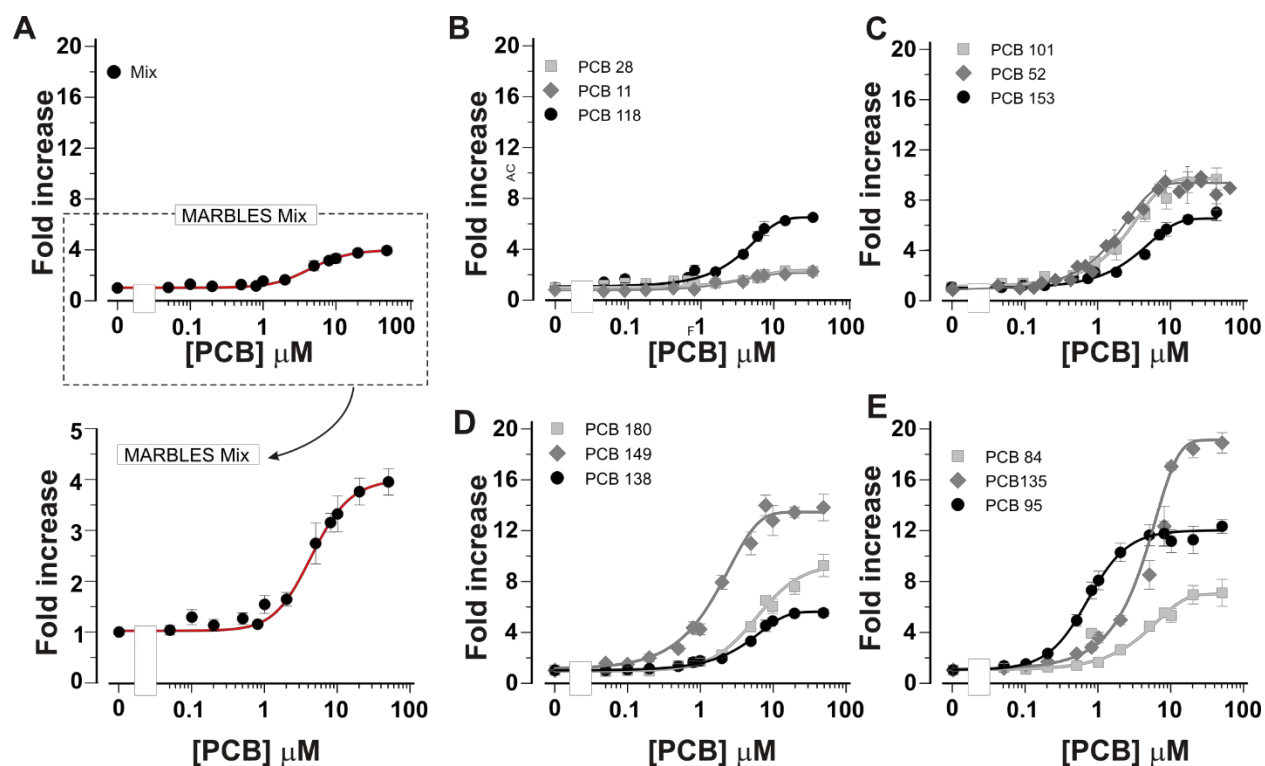 A
Fold increase
20
16
12
8
4
0
Mix
MARBLES Mix
0 0.1 1 10 100
[PCB] μM
B
Fold increase
AC
20
16
12
8
4
0
PCB 28
PCB 11
PCB 118
0 0.1 1 10 100
F
[PCB] μM
C
Fold increase
20
16
12
8
4
0
PCB 101
PCB 52
PCB 153
0 0.1 1 10 100
[PCB] μM
Fold increase
5
4
3
2
1
0
MARBLES Mix
0 0.1 1 10 100
[PCB] μM
D
Fold increase
20
16
12
8
4
0
PCB 180
PCB 149
PCB 138
0 0.1 1 10 100
[PCB] μM
E
Fold increase
20
16
12
8
4
0
PCB 84
PCB135
PCB 95
0 0.1 1 10 100
[PCB] μM